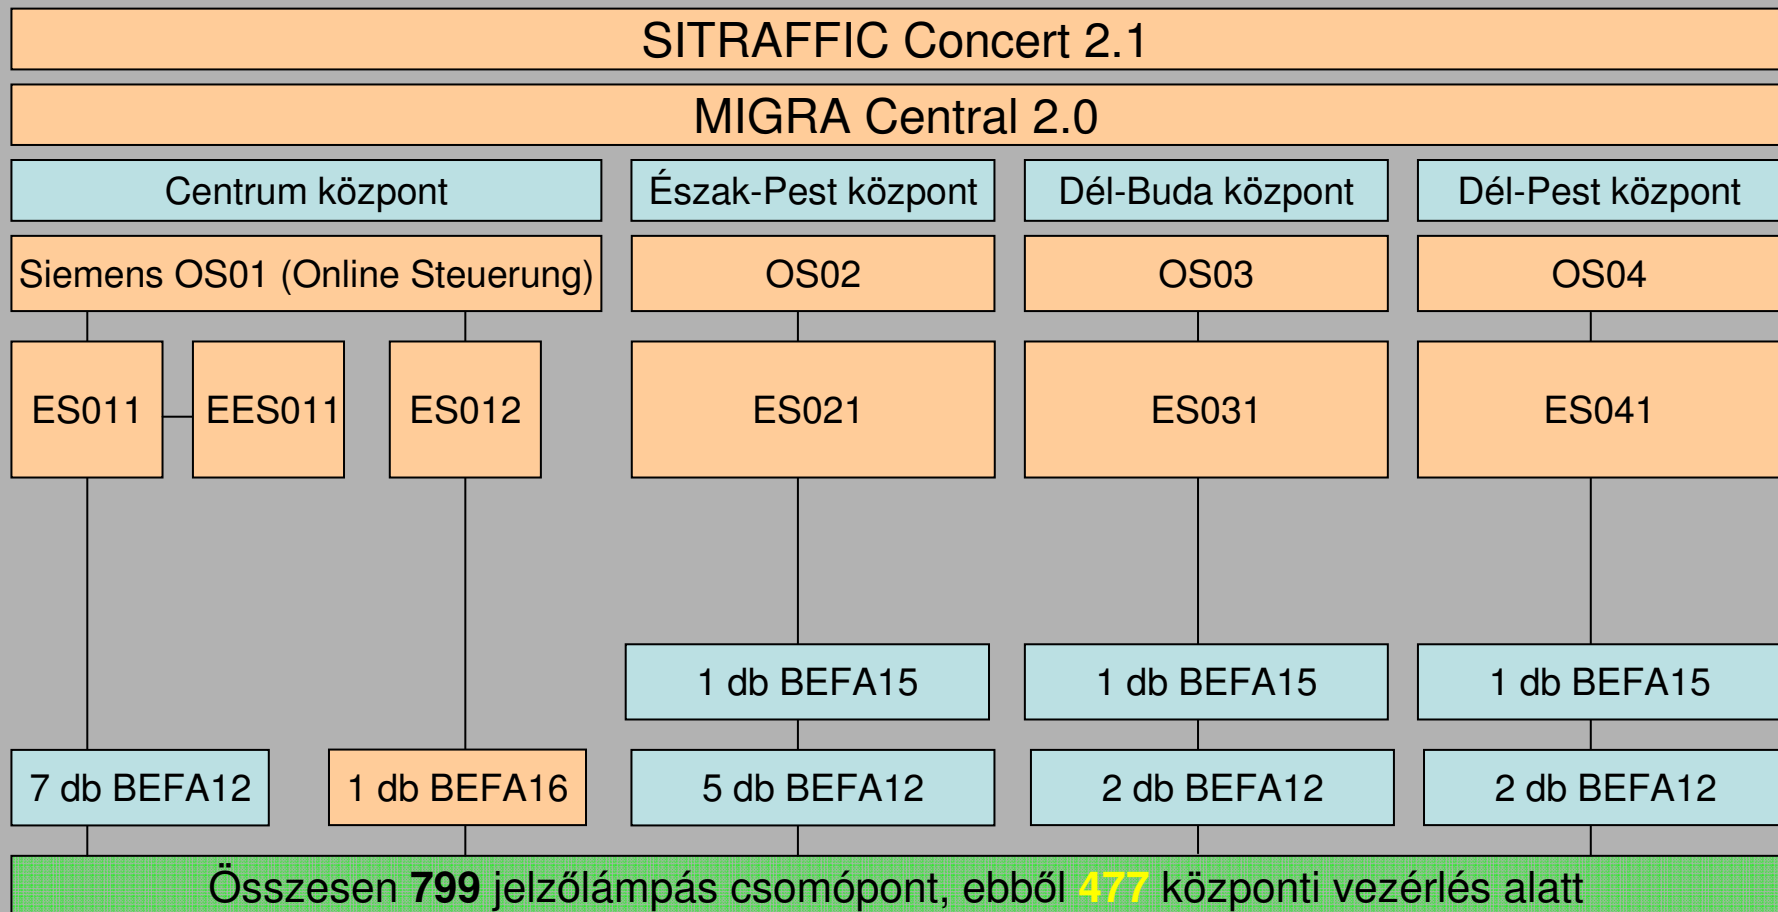 SITRAFFIC Concert 2.1
MIGRA Central 2.0
Centrum központ
Észak-Pest központ
Dél-Buda központ
Dél-Pest központ
Siemens OS01 (Online Steuerung)
OS02
OS03
OS04
ES011
EES011
ES012
ES021
ES031
ES041
1 db BEFA15
1 db BEFA15
1 db BEFA15
7 db BEFA12
1 db BEFA16
5 db BEFA12
2 db BEFA12
2 db BEFA12
Összesen 799 jelzőlámpás csomópont, ebből 477 központi vezérlés alatt